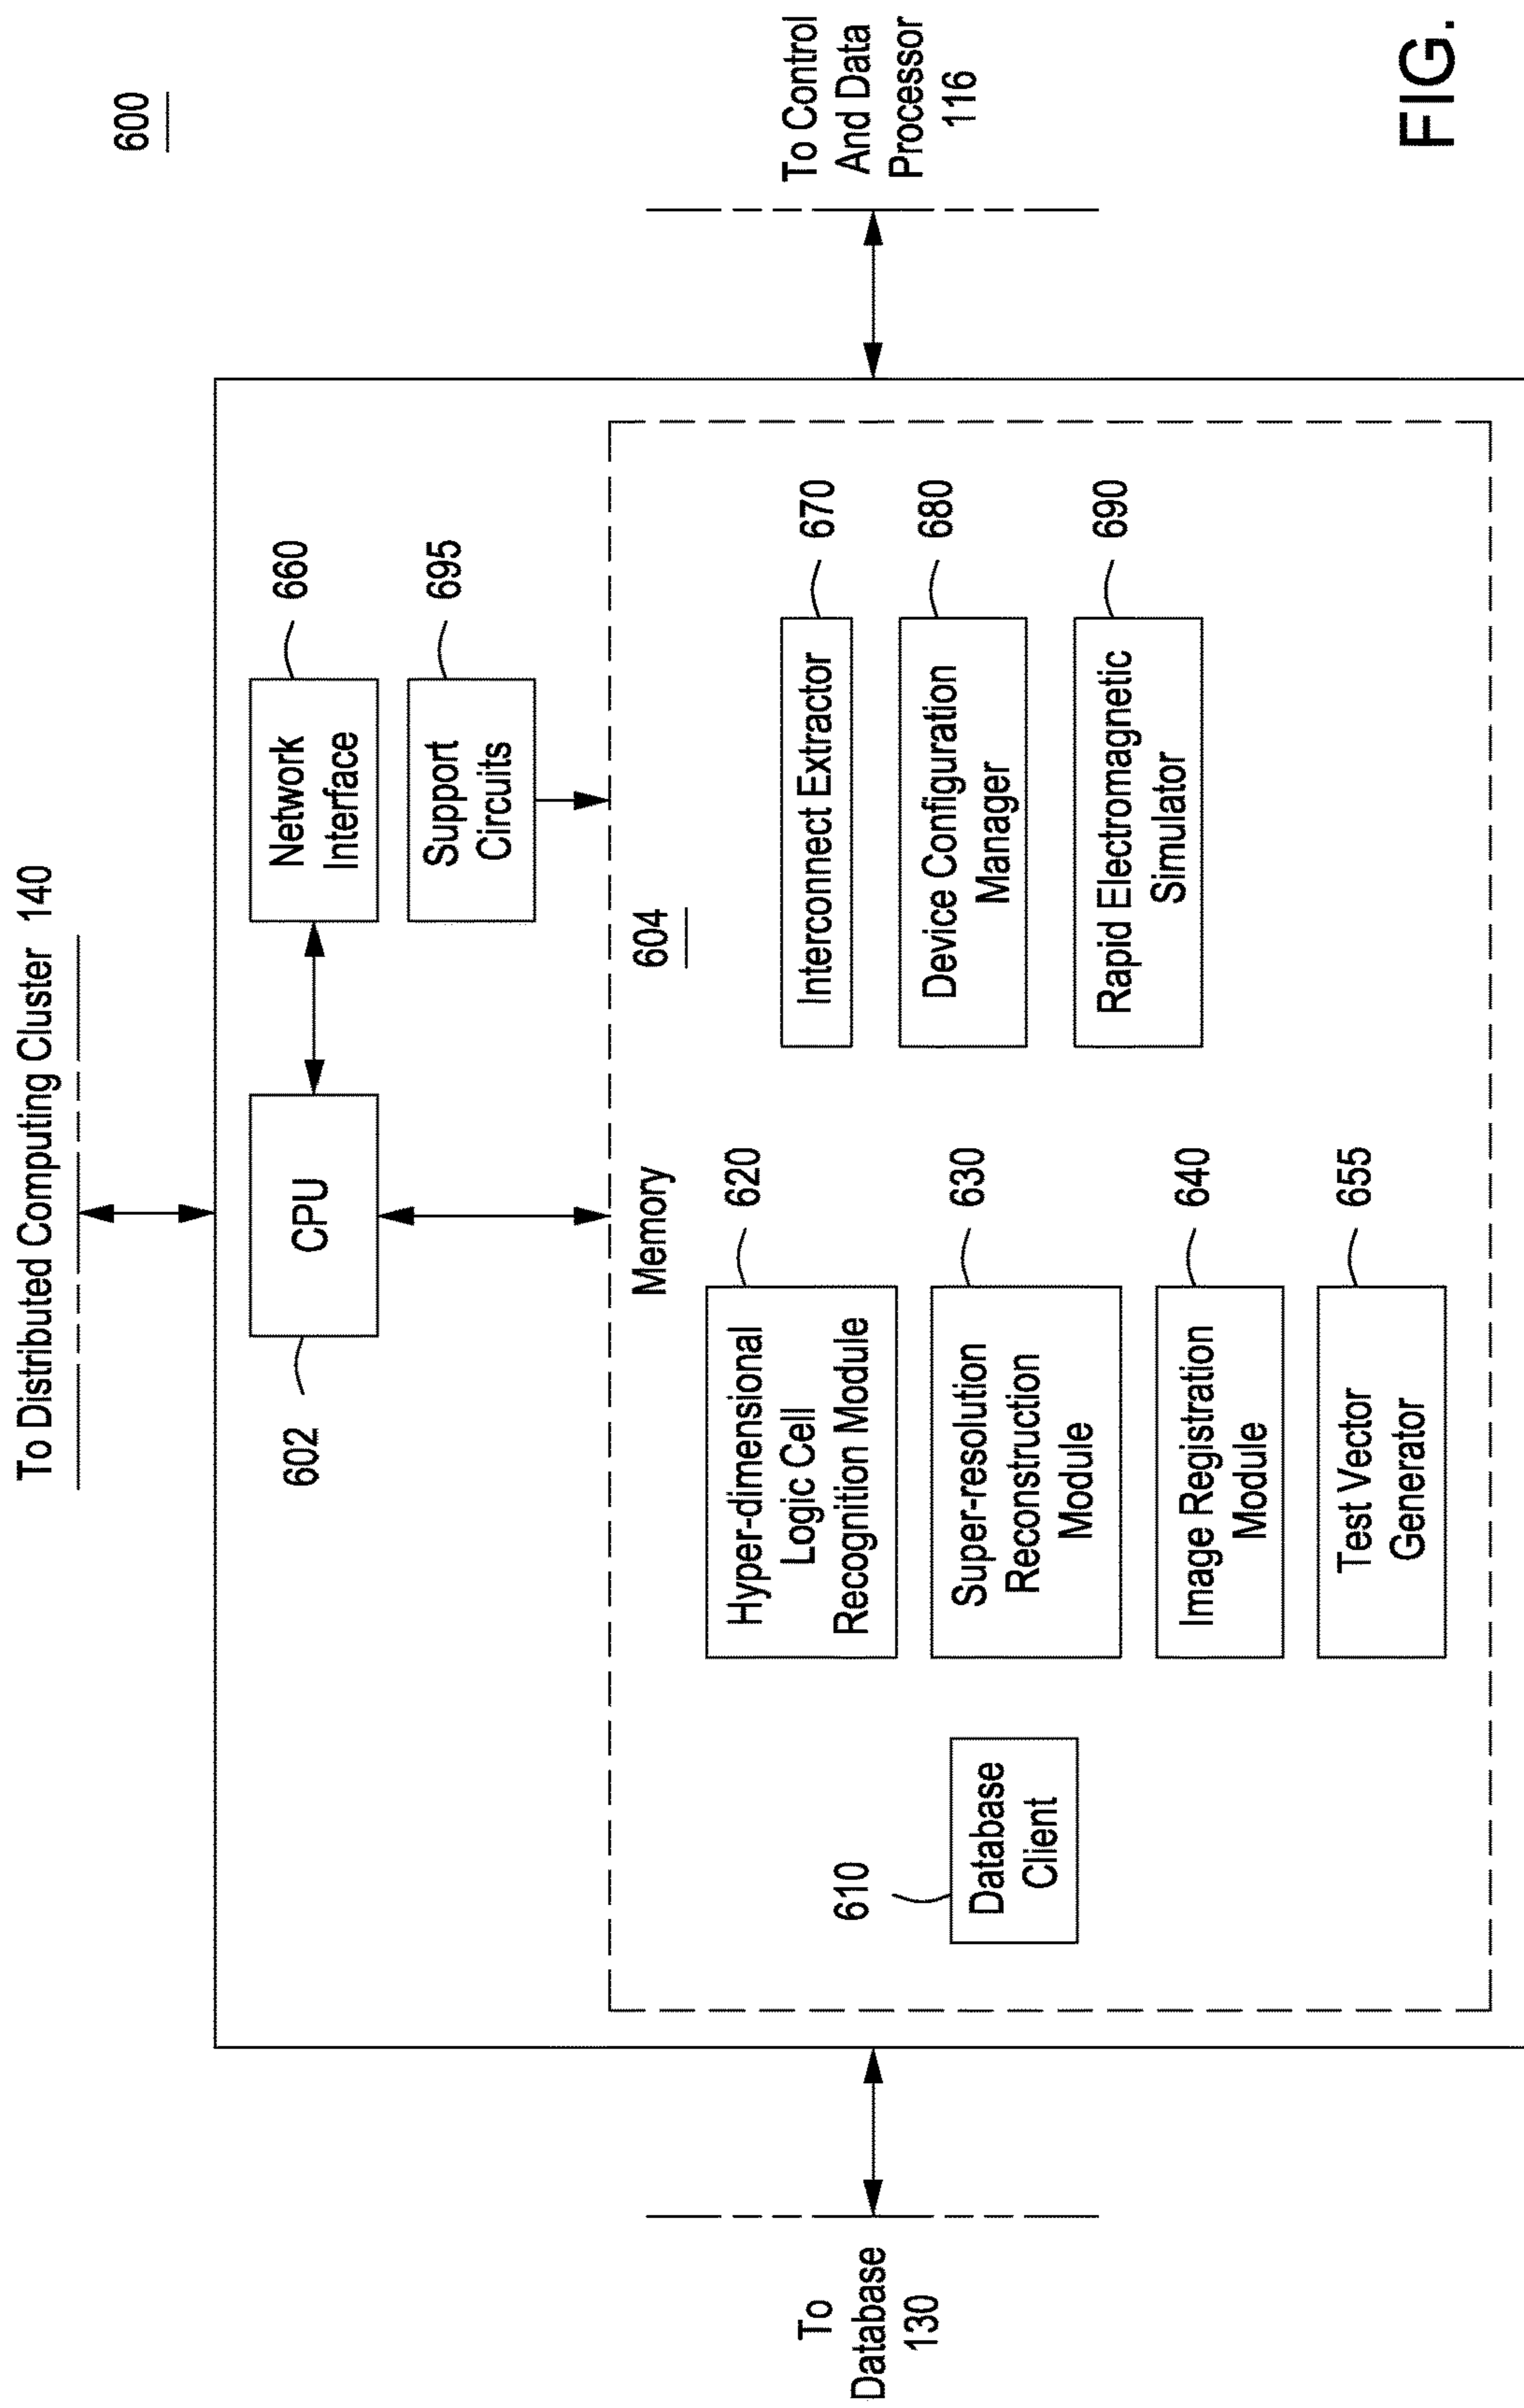 600
To Distributed Computing Cluster 140
CPU
602
Network
Interface
660
Support
Circuits
695
Memory
604
610
Database
Client
Hyper-dimensional
Logic Cell
Recognition Module
620
Super-resolution
Reconstruction
Module
630
Image Registration
Module
640
Test Vector
Generator
655
Interconnect Extractor
670
Device Configuration
Manager
680
Rapid Electromagnetic
Simulator
690
To
Database
130
To Control
And Data
Processor
116
FIG.